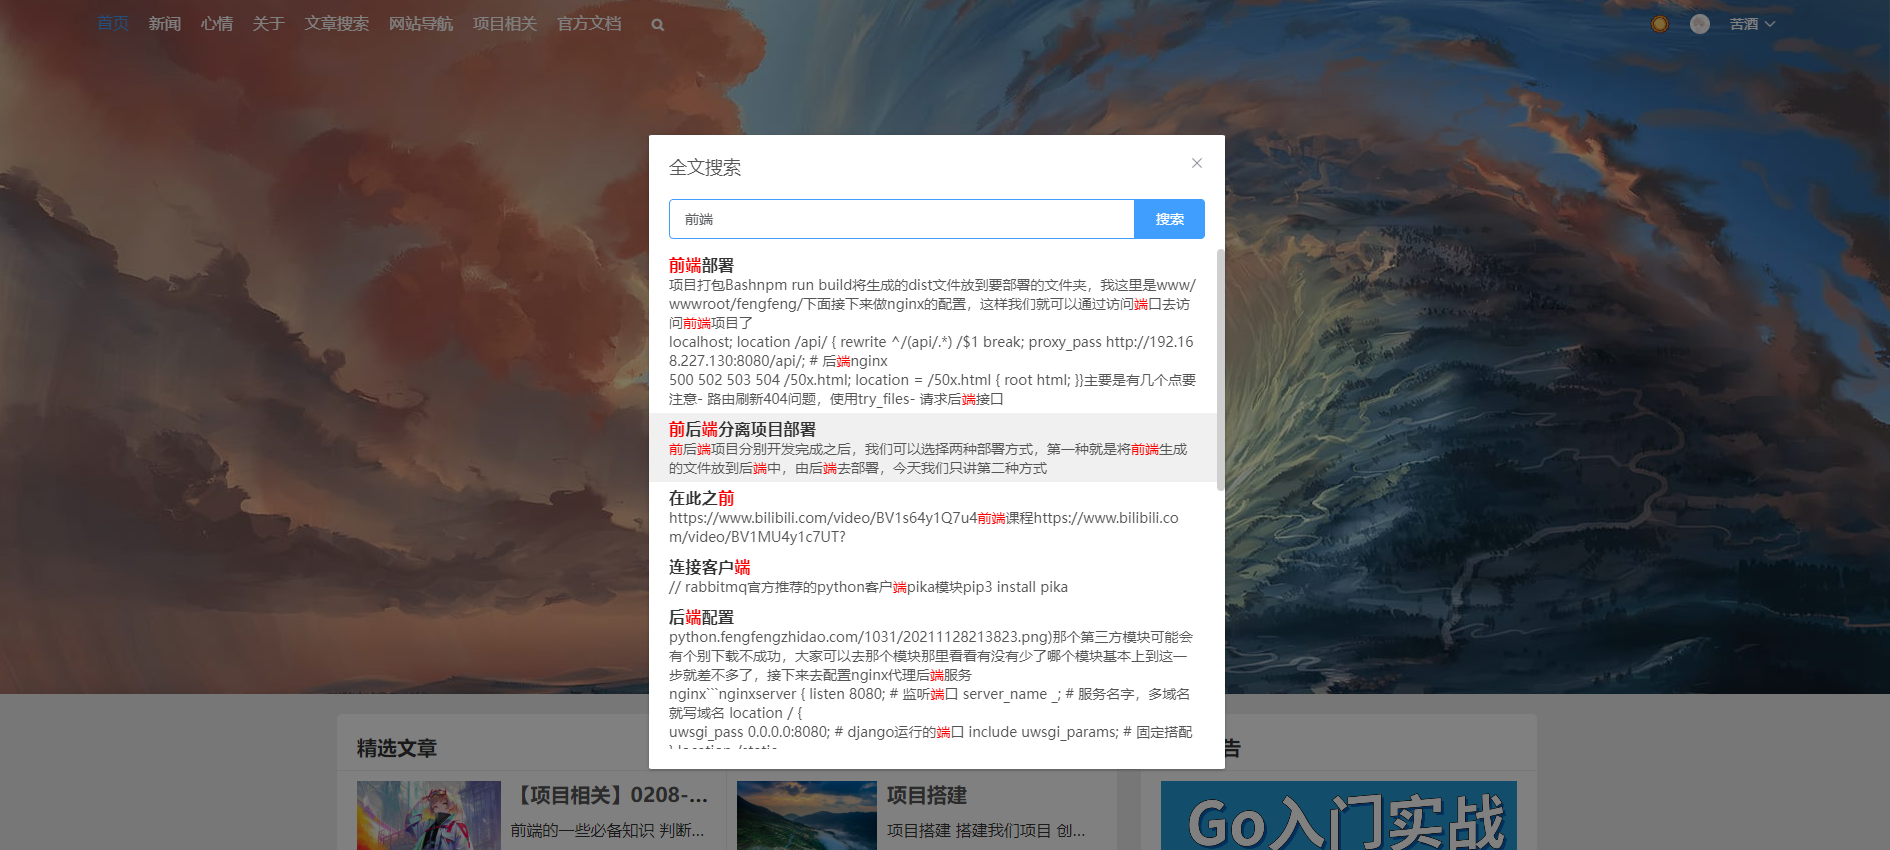 首页 新闻 心情 关于 文章搜索 网站导航 项目相关 官方文档
苦酒
全文搜索
前端
搜索
前端部署
项目打包Bashnpm run build将生成的dist文件放到要部署的文件夹，我这里是www/
wwwroot/fengfeng/下面接下来做nginx的配置，这样我们就可以通过访问端口去访
问前端项目了
localhost; location /api/ { rewrite ^/(api/.*) /$1 break; proxy_pass http://192.16
8.227.130:8080/api/; # 后端nginx
500 502 503 504 /50x.html; location = /50x.html { root html; }}主要是有几个点要
注意- 路由刷新404问题，使用try_files- 请求后端接口
前后端分离项目部署
前后端项目分别开发完成之后，我们可以选择两种部署方式，第一种就是将前端生成
的文件放到后端中，由后端去部署，今天我们只讲第二种方式
在此之前
https://www.bilibili.com/video/BV1s64y1Q7u4前端课程https://www.bilibili.co
m/video/BV1MU4y1c7UT?
连接客户端
// rabbitmq官方推荐的python客户端pika模块pip3 install pika
后端配置
python.fengfengzhidao.com/1031/20211128213823.png)那个第三方模块可能会
有个别下载不成功，大家可以去那个模块那里看看有没有少了哪个模块基本上到这一
步就差不多了，接下来去配置nginx代理后端服务
nginx```nginxserver { listen 8080; # 监听端口 server_name _; # 服务名字，多域名
就写域名 location / {
uwsgi_pass 0.0.0.0:8080; # django运行的端口 include uwsgi_params; # 固定搭配
} location /static
精选文章
告
【项目相关】0208-...
前端的一些必备知识 判断...
项目搭建
项目搭建 搭建我们项目 创...
Go入门实战